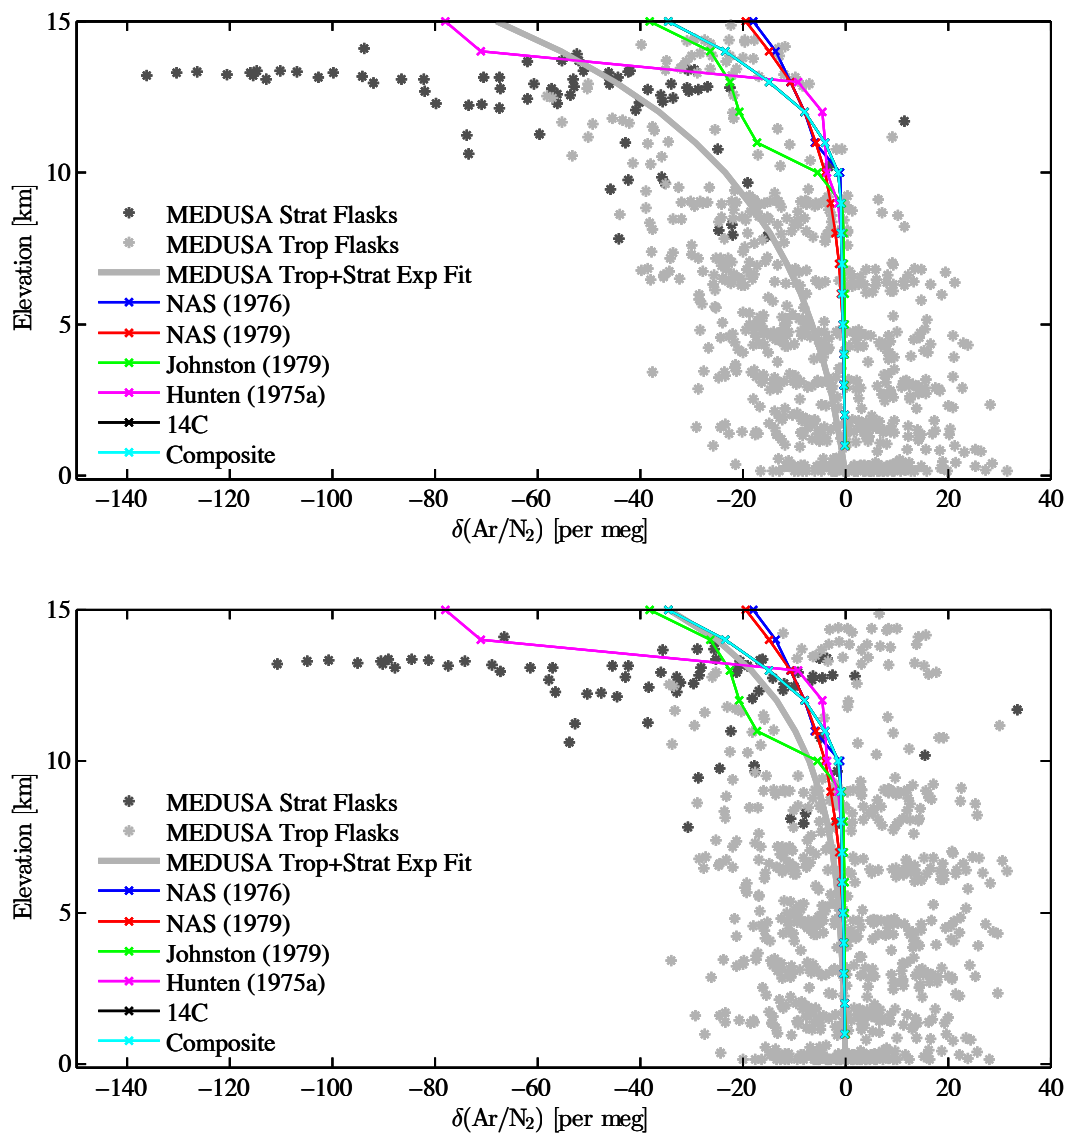 15
10
5
0
Elevation [km]
MEDUSA Strat Flasks
MEDUSA Trop Flasks
MEDUSA Trop+Strat Exp Fit
NAS (1976)
NAS (1979)
Johnston (1979)
Hunten (1975a)
14C
Composite
−140 −120 −100 −80 −60 −40 −20 0 20 40
δ(Ar/N₂) [per meg]
15
10
5
0
Elevation [km]
MEDUSA Strat Flasks
MEDUSA Trop Flasks
MEDUSA Trop+Strat Exp Fit
NAS (1976)
NAS (1979)
Johnston (1979)
Hunten (1975a)
14C
Composite
−140 −120 −100 −80 −60 −40 −20 0 20 40
δ(Ar/N₂) [per meg]